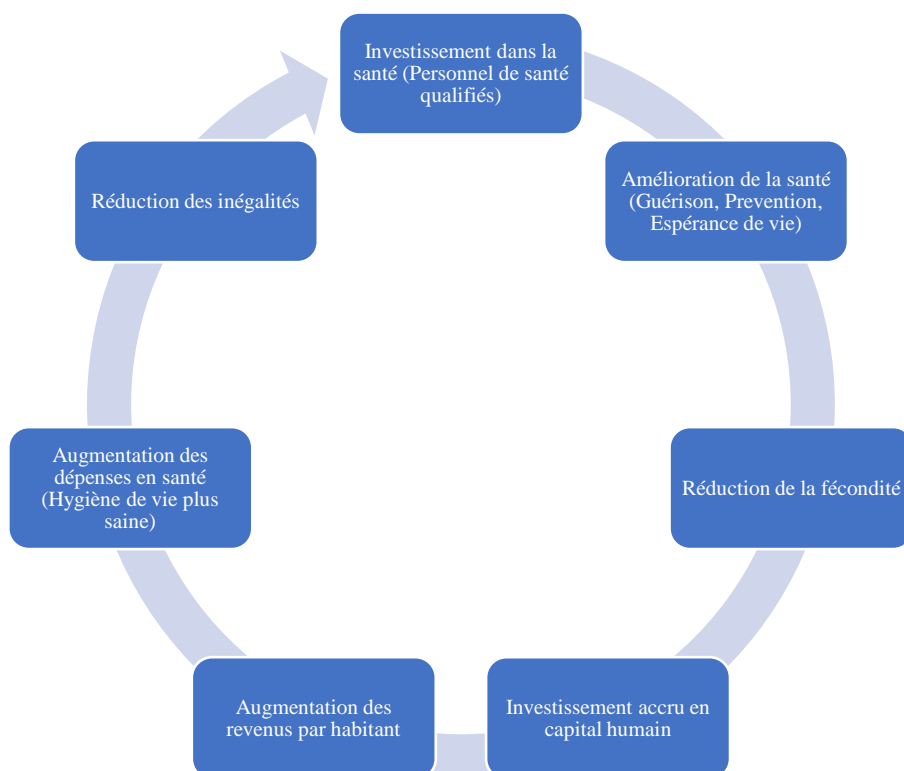 Investissement dans la
santé (Personnel de santé
qualifiés)
Amélioration de la santé
(Guérison, Prevention,
Espérance de vie)
Réduction de la fécondité
Investissement accru en
capital humain
Augmentation des
revenus par habitant
Augmentation des
dépenses en santé
(Hygiène de vie plus
saine)
Réduction des inégalités